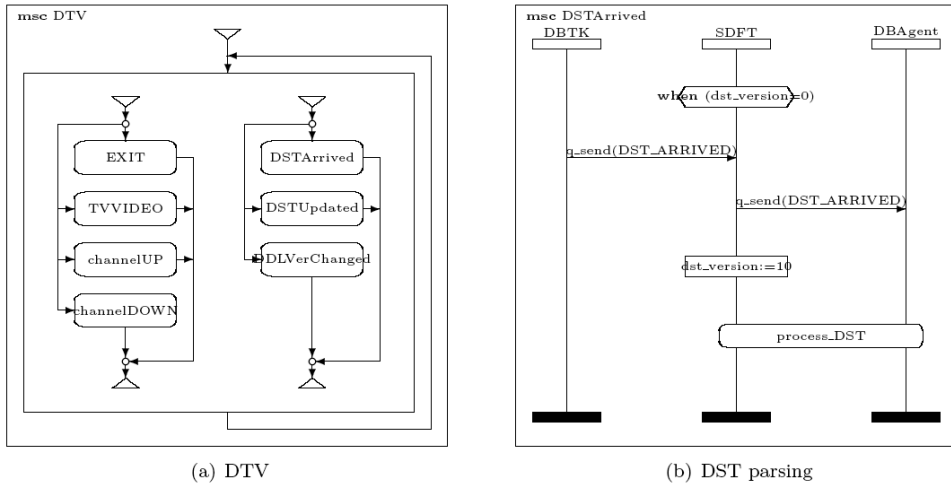 msc DTV
EXIT
TVVIDEO
channelUP
channelDOWN
DSTArrived
DSTUpdated
DDLVerChanged
(a) DTV
msc DSTArrived
DBTK SDFT DBAgent
when (dst_version=0)
q_send(DST_ARRIVED)
q_send(DST_ARRIVED)
dst_version:=10
process_DST
(b) DST parsing